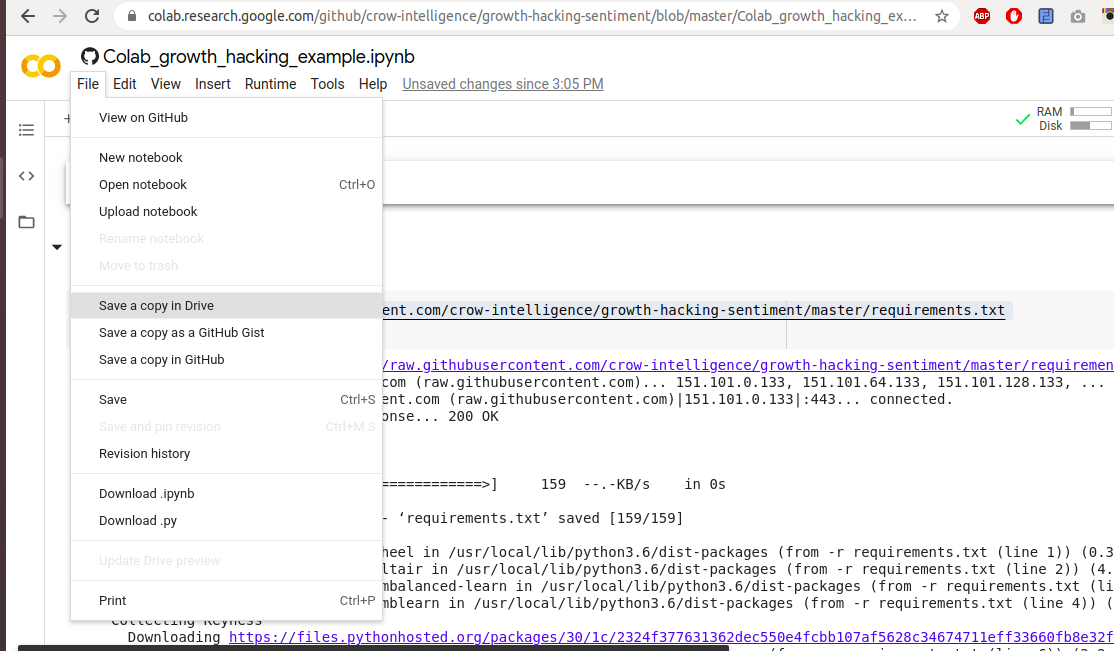 colab.research.google.com/github/crow-intelligence/growth-hacking-sentiment/blob/master/Colab_growth_hacking_ex...
ABP
Colab_growth_hacking_example.ipynb
File Edit View Insert Runtime Tools Help Unsaved changes since 3:05 PM
+
RAM
Disk
View on GitHub
New notebook
Open notebook Ctrl+O
Upload notebook
Rename notebook
Move to trash
Save a copy in Drive
ent.com/crow-intelligence/growth-hacking-sentiment/master/requirements.txt
Save a copy as a GitHub Gist
Save a copy in GitHub
/raw.githubusercontent.com/crow-intelligence/growth-hacking-sentiment/master/requiremen
com (raw.githubusercontent.com)... 151.101.0.133, 151.101.64.133, 151.101.128.133, ...
Save Ctrl+S
ent.com (raw.githubusercontent.com)|151.101.0.133|:443... connected.
onse... 200 OK
Save and pin revision Ctrl+M S
Revision history
============>] 159 --.-KB/s in 0s
Download .ipynb
Download .py
- ‘requirements.txt’ saved [159/159]
heel in /usr/local/lib/python3.6/dist-packages (from -r requirements.txt (line 1)) (0.3
Update Drive preview
ltair in /usr/local/lib/python3.6/dist-packages (from -r requirements.txt (line 2)) (4.
mbalanced-learn in /usr/local/lib/python3.6/dist-packages (from -r requirements.txt (li
Print Ctrl+P
mblearn in /usr/local/lib/python3.6/dist-packages (from -r requirements.txt (line 4)) (
Collecting Keyness
Downloading https://files.pythonhosted.org/packages/30/1c/2324f377631362dec550e4fcbb107af5628c34674711eff33660fb8e32f